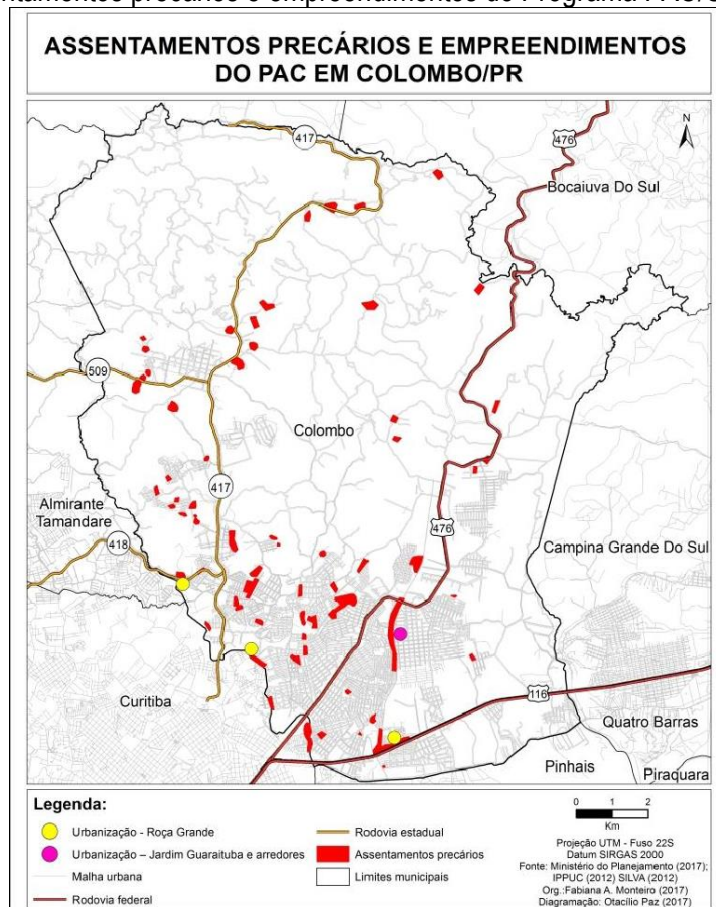 ASSENTAMENTOS PRECÁRIOS E EMPREENDIMENTOS
DO PAC EM COLOMBO/PR
N
417
476
Bocaiuva Do Sul
509
Colombo
417
Almirante
Tamandare
476
418
Campina Grande Do Sul
116
Curitiba
Quatro Barras
Pinhais
Piraquara
Legenda:
Urbanização - Roça Grande
Urbanização – Jardim Guaraituba e arredores
Malha urbana
Rodovia federal
Rodovia estadual
Assentamentos precários
Limites municipais
0 1 2
Km
Projeção UTM - Fuso 22S
Datum SIRGAS 2000
Fonte: Ministério do Planejamento (2017);
IPPUC (2012) SILVA (2012)
Org.:Fabiana A. Monteiro (2017)
Diagramação: Otacílio Paz (2017)